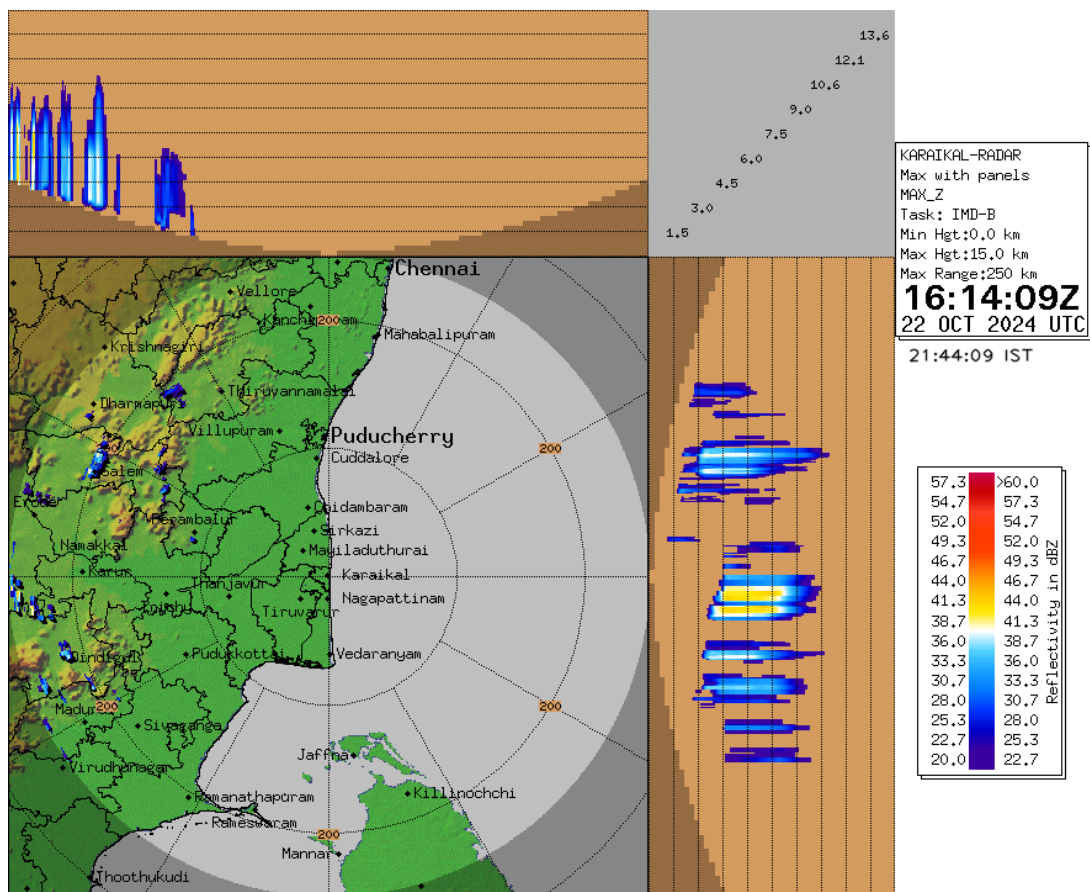 13.6
12.1
10.6
9.0
7.5
6.0
4.5
3.0
1.5
KARAIKAL-RADAR
Max with panels
MAX_Z
Task: IMD-B
Min Hgt:0.0 km
Max Hgt:15.0 km
Max Range:250 km
16:14:09Z
22 OCT 2024 UTC
21:44:09 IST
Chennai
Vellore
200
Mahabalipuram
Krishnagiri
Thiruvannamalai
Dharmapuri
Villupuram
Puducherry
200
Cuddalore
Salem
Erode
Chidambaram
Perambalur
Sirkazi
Namakkal
Mayiladuthurai
Karur
Karaikal
Thanjavur
Nagapattinam
Tiruvarur
Dindigul
Pudukkottai
Vedaranyam
200
200
Sivaganga
Jaffna
Virudhunagar
Killinochchi
Ramanathapuram
Rameswaram
200
Mannar
Thoothukudi
57.3 >60.0
54.7 57.3
52.0 54.7
49.3 52.0
46.7 49.3
44.0 46.7
41.3 44.0
38.7 41.3
36.0 38.7
33.3 36.0
30.7 33.3
28.0 30.7
25.3 28.0
22.7 25.3
20.0 22.7
Reflectivity in dBZ